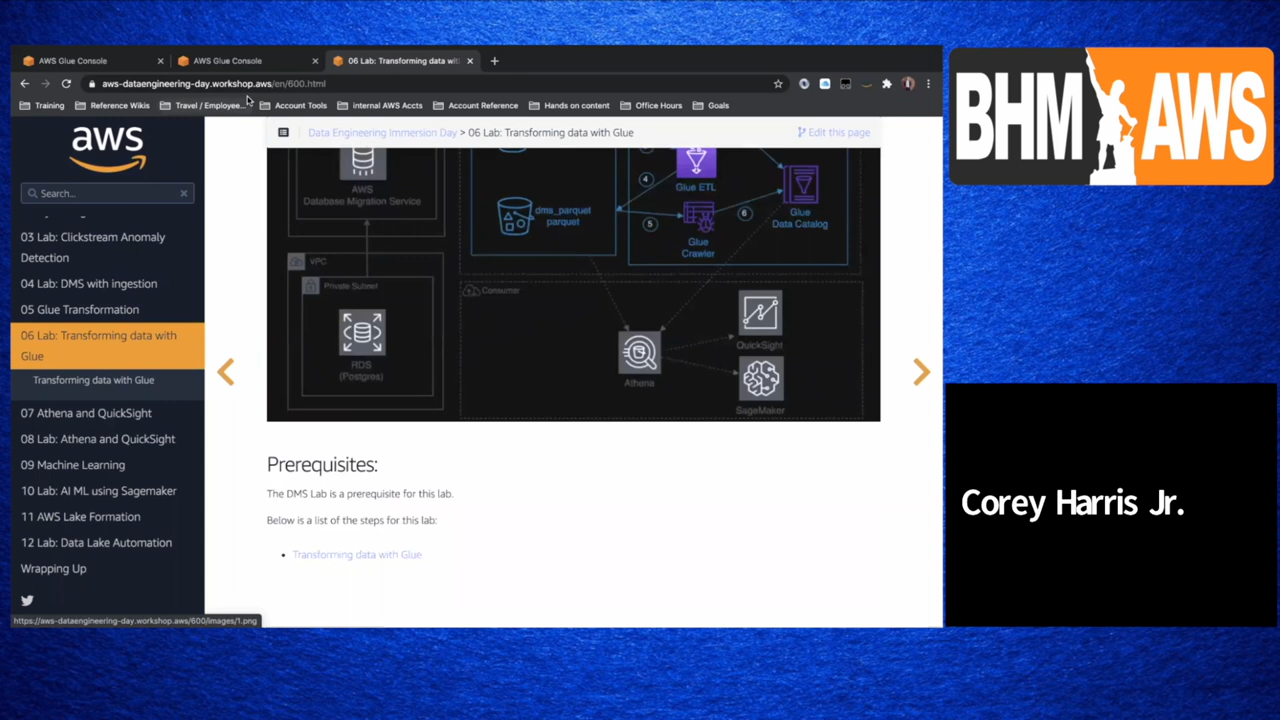 AWS Glue Console
AWS Glue Console
06 Lab: Transforming data wit
aws-dataengineering-day.workshop.aws/en/600.html
Training
Reference Wikis
Travel / Employee...
Account Tools
internal AWS Accts
Account Reference
Hands on content
Office Hours
Goals
aws
Search...
03 Lab: Clickstream Anomaly
Detection
04 Lab: DMS with ingestion
05 Glue Transformation
06 Lab: Transforming data with
Glue
Transforming data with Glue
07 Athena and QuickSight
08 Lab: Athena and QuickSight
09 Machine Learning
10 Lab: AI ML using Sagemaker
11 AWS Lake Formation
12 Lab: Data Lake Automation
Wrapping Up
https://aws-dataengineering-day.workshop.aws/600/images/1.png
Data Engineering Immersion Day > 06 Lab: Transforming data with Glue
Edit this page
AWS
Database Migration Service
VPC
Private Subnet
RDS
(Postgres)
dms_parquet
parquet
4
5
6
Glue ETL
Glue
Crawler
Glue
Data Catalog
Consumer
Athena
QuickSight
SageMaker
Prerequisites:
The DMS Lab is a prerequisite for this lab.
Below is a list of the steps for this lab:
• Transforming data with Glue
BHM AWS
Corey Harris Jr.